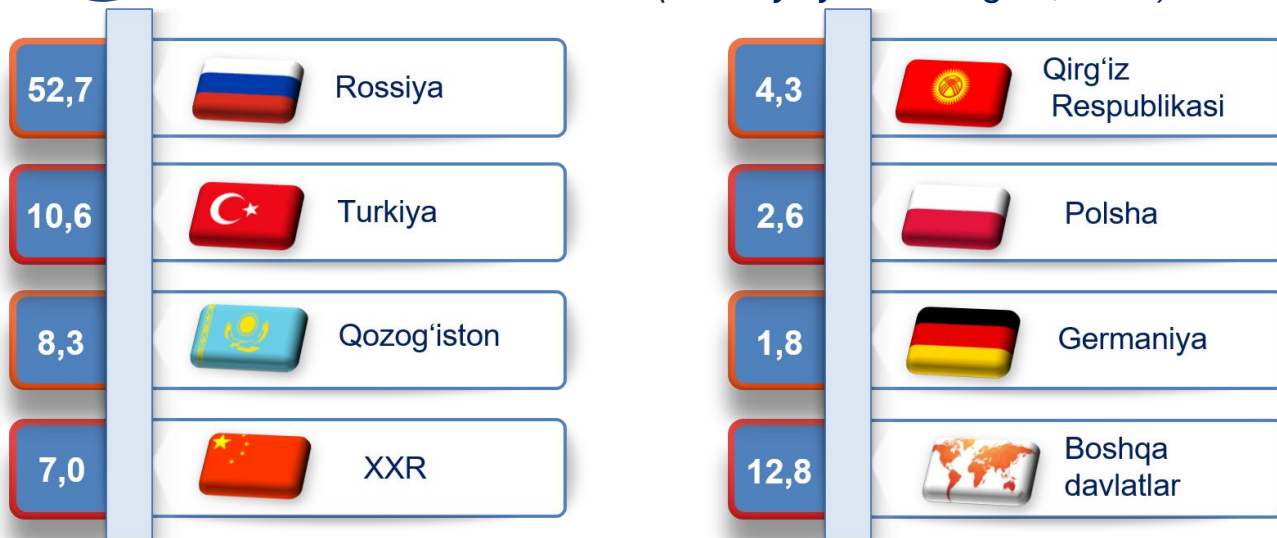 52,7
Rossiya
10,6
Turkiya
8,3
Qozog‘iston
7,0
XXR
4,3
Qirg‘iz
Respublikasi
2,6
Polsha
1,8
Germaniya
12,8
Boshqa
davlatlar